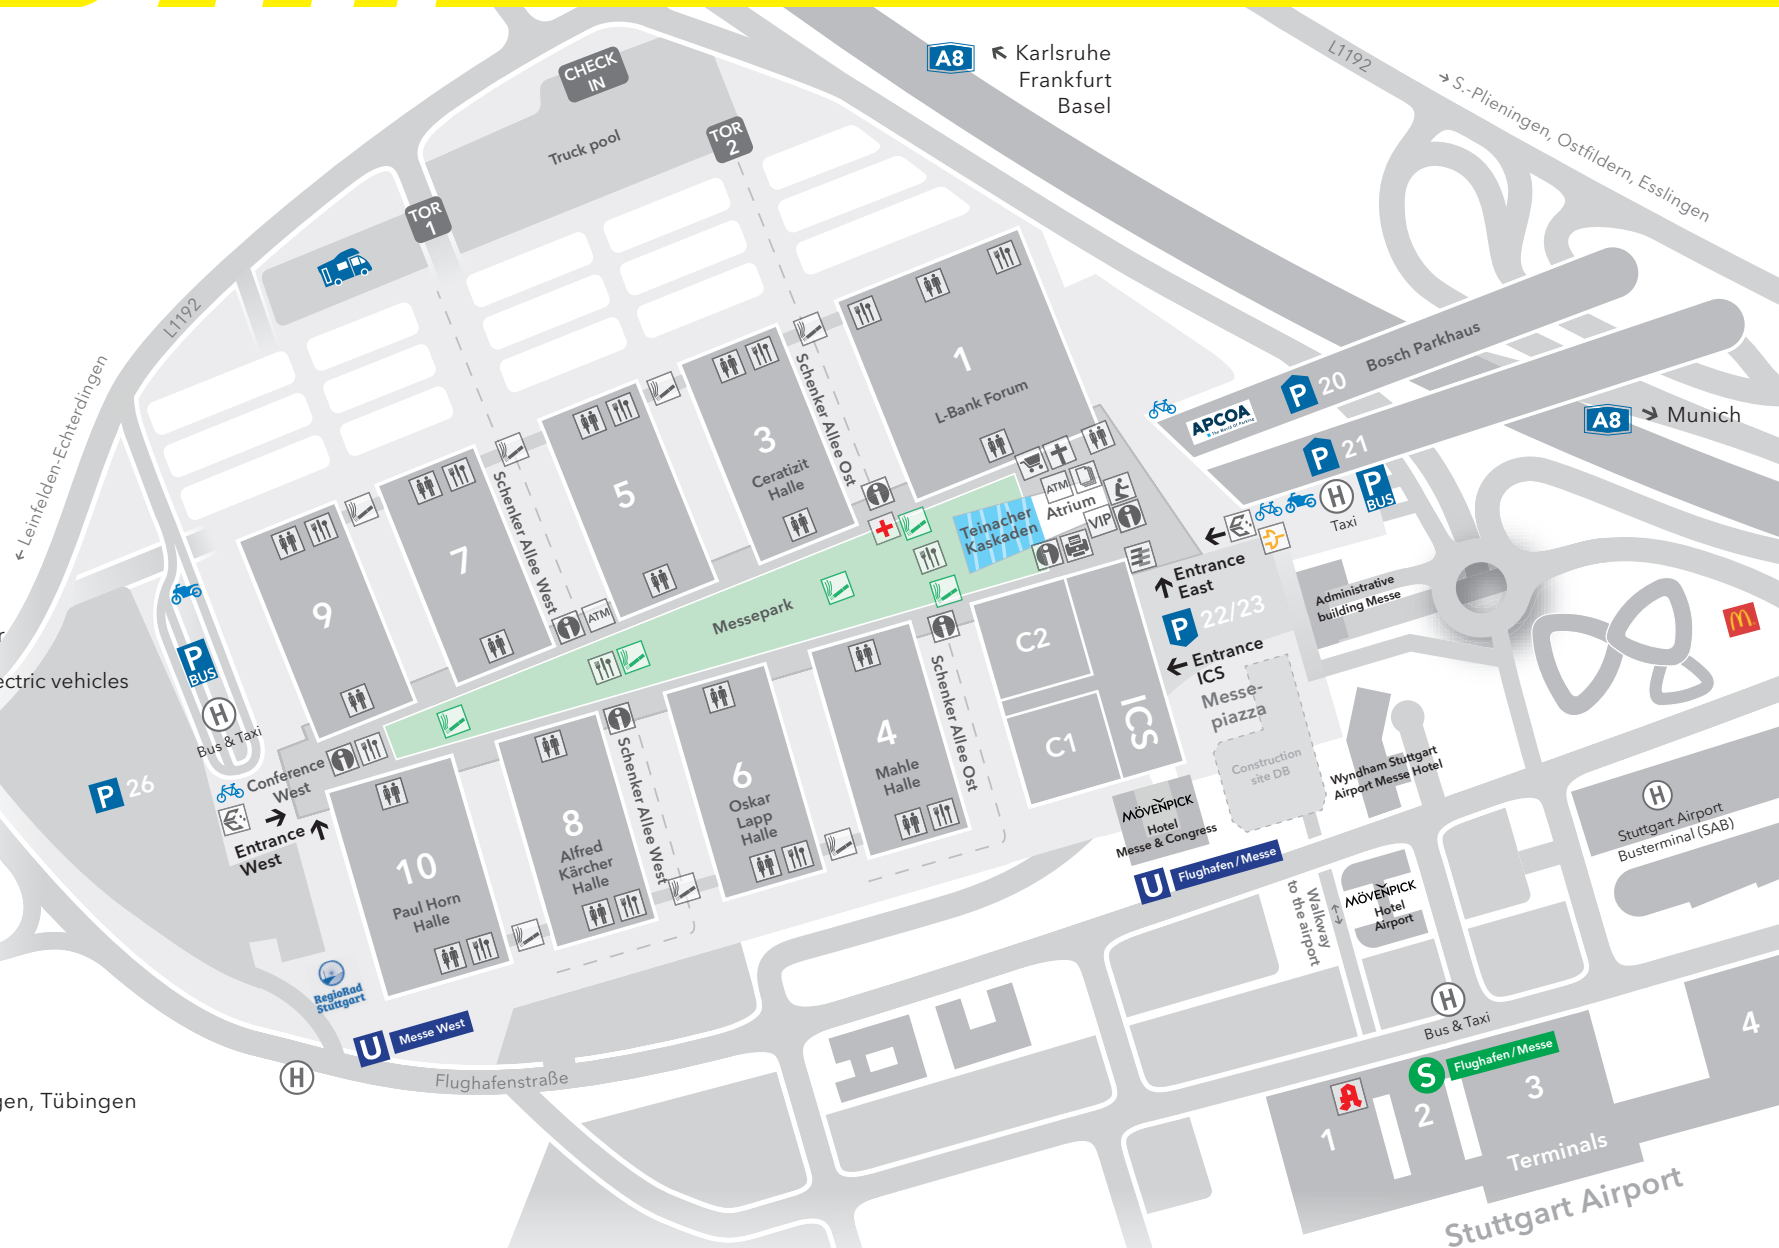 A8
Karlsruhe
Frankfurt
Basel
L1192
S.-Plieningen, Ostfildern, Esslingen
CHECK
IN
Truck pool
TOR
2
TOR
1
L1192
Leinfelden-Echterdingen
1
L-Bank Forum
Schenker Allee Ost
3
Ceratizit
Halle
5
Schenker Allee West
7
9
Bosch Parkhaus
P 20
APCOA
P 21
A8
Munich
P
BUS
H
Taxi
ATM
Atrium
VIP
Teinacher
Kaskaden
Entrance
East
P 22/23
Administrative
building Messe
Entrance
ICS
Messe-
piazza
Construction
site DB
Messepark
ATM
C2
C1
ICS
Wyndham Stuttgart
Airport Messe Hotel
P
BUS
H
Bus & Taxi
ectric vehicles
P 26
Conference
West
Entrance
West
10
Paul Horn
Halle
8
Alfred
Kärcher
Halle
Schenker Allee West
6
Oskar
Lapp
Halle
4
Mahle
Halle
Schenker Allee Ost
MÖVENPICK
Hotel
Messe & Congress
U Flughafen / Messe
Walkway
to the airport
MÖVENPICK
Hotel
Airport
H
Stuttgart Airport
Busterminal (SAB)
RegioRad
Stuttgart
U Messe West
H
Flughafenstraße
gen, Tübingen
H
Bus & Taxi
S Flughafen / Messe
1
2
3
4
Terminals
Stuttgart Airport